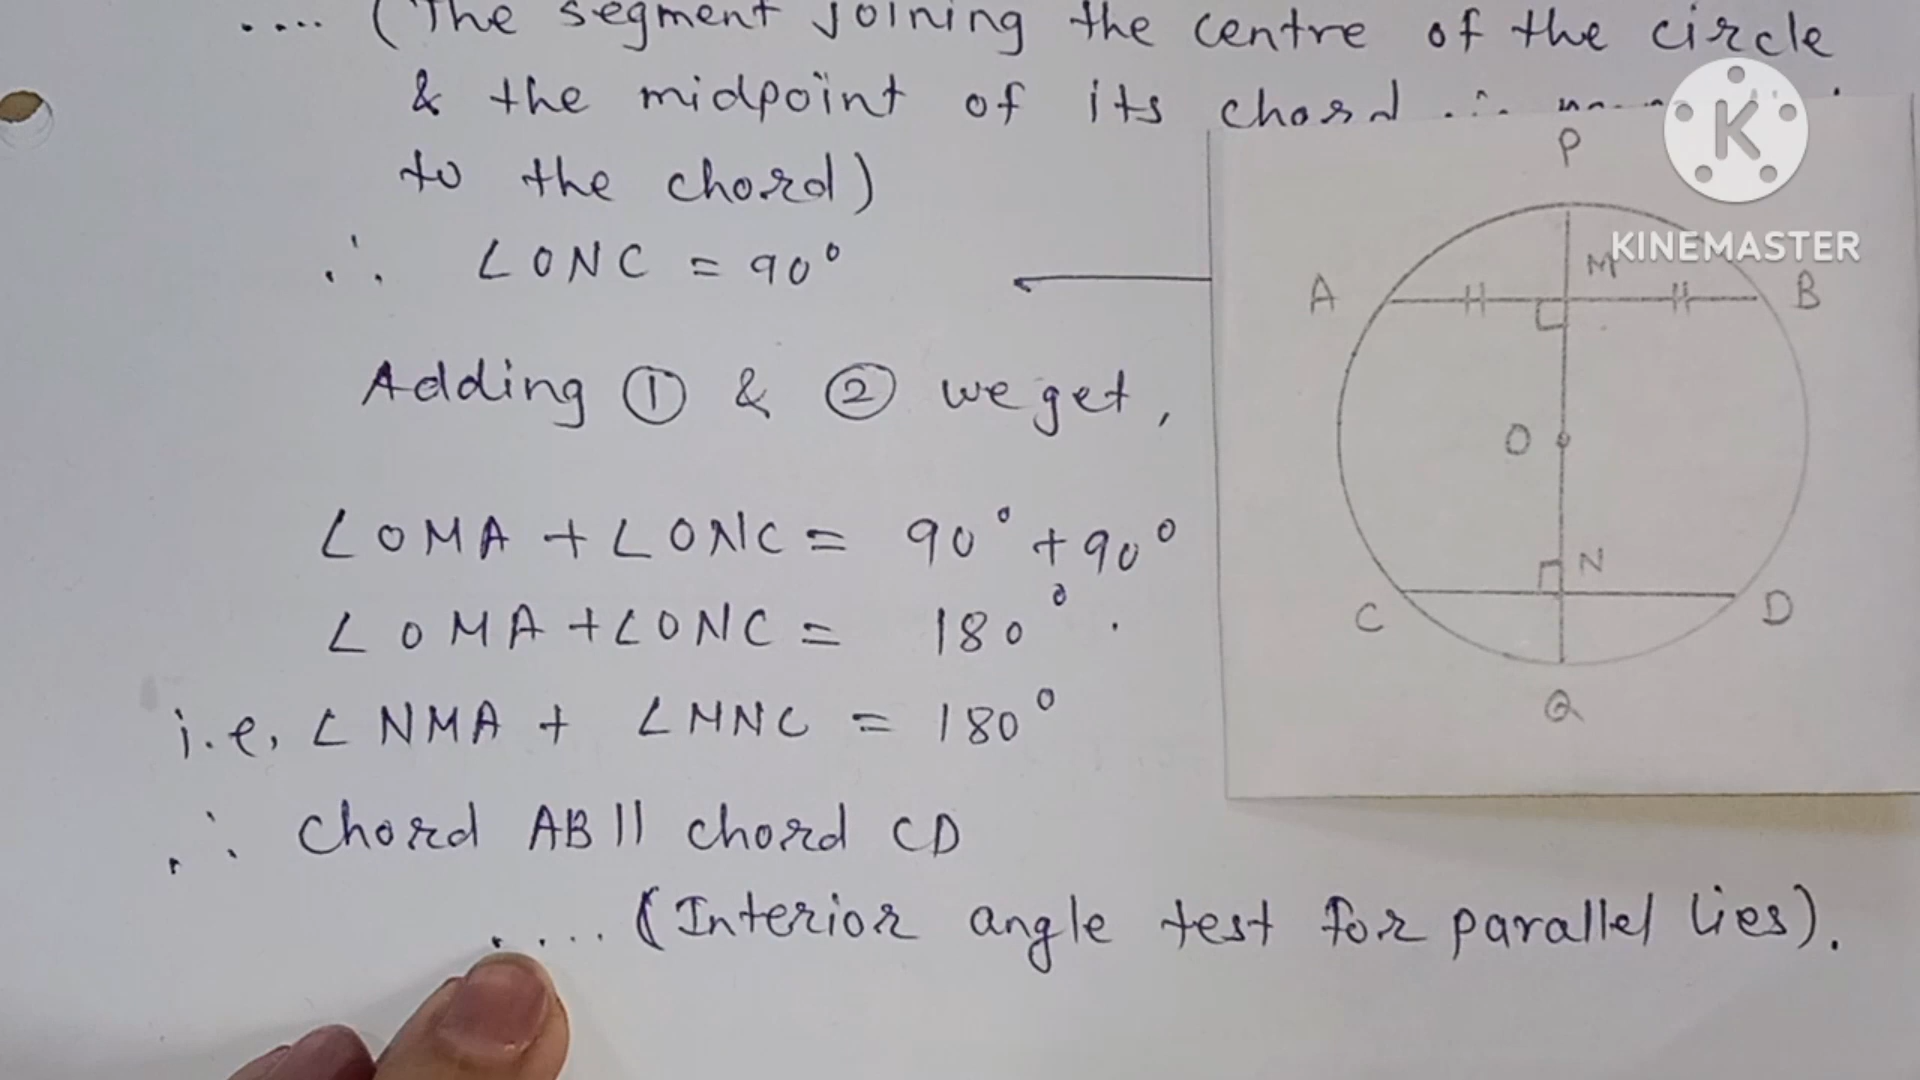 .... (The segment joining the centre of the circle
& the midpoint of its chord
to the chord)
∴ ∠ONC = 90°
Adding ① & ② we get,
∠OMA + ∠ONC = 90° + 90°
∠OMA + ∠ONC = 180°.
i.e. ∠NMA + ∠MNC = 180°
∴ chord AB || chord CD
.... (Interior angle test for parallel lies).
K
KINEMASTER
P
M
A
B
O
N
C
D
Q